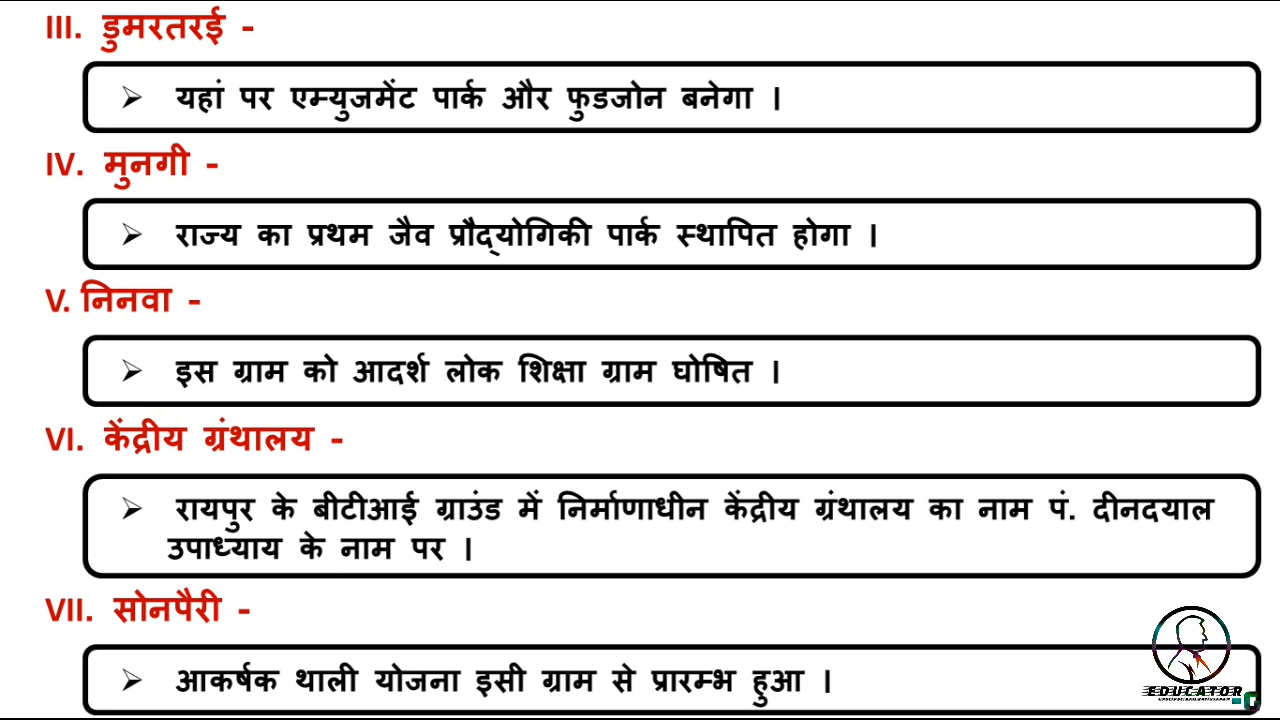 III. डुमरतरई -
➢ यहां पर एम्युजमेंट पार्क और फुडजोन बनेगा ।
IV. मुनगी -
➢ राज्य का प्रथम जैव प्रौद्योगिकी पार्क स्थापित होगा ।
V. निनवा -
➢ इस ग्राम को आदर्श लोक शिक्षा ग्राम घोषित ।
VI. केंद्रीय ग्रंथालय -
➢ रायपुर के बीटीआई ग्राउंड में निर्माणाधीन केंद्रीय ग्रंथालय का नाम पं. दीनदयाल
उपाध्याय के नाम पर ।
VII. सोनपैरी -
➢ आकर्षक थाली योजना इसी ग्राम से प्रारम्भ हुआ ।
EDUCATOR